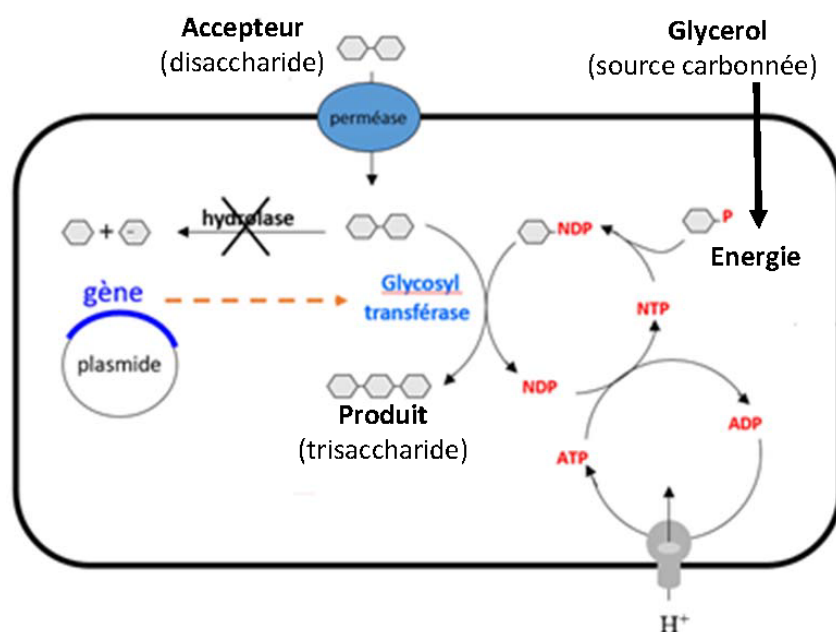 Accepteur
(disaccharide)
Glycerol
(source carbonnée)
perméase
hydrolase
+
NDP
P
Energie
gène
plasmide
Glycosyl
transférase
NTP
NDP
Produit
(trisaccharide)
ATP
ADP
H⁺